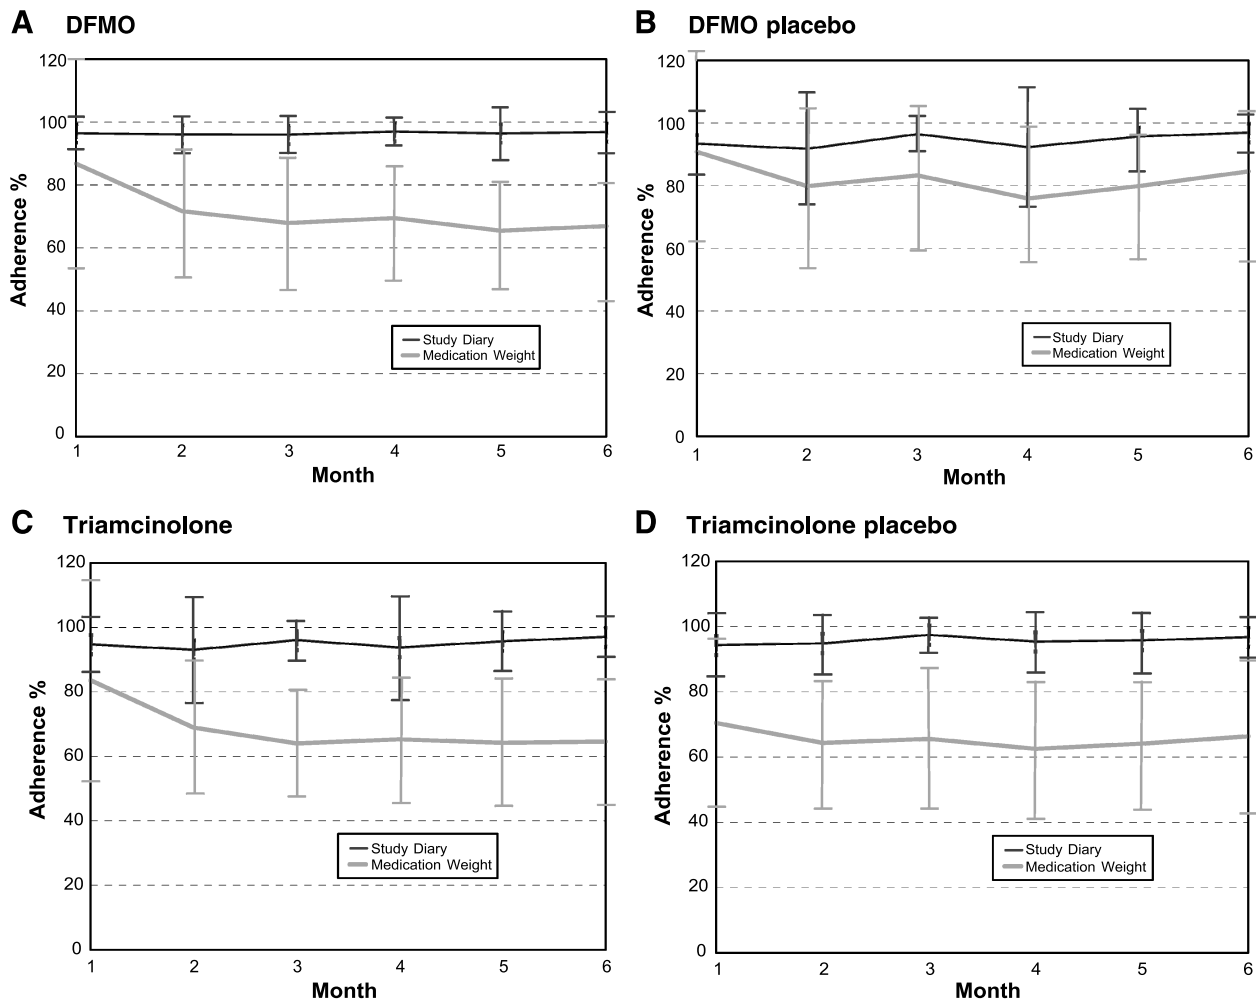 A DFMO
120
100
80
60
40
20
0
Adherence %
Study Diary
Medication Weight
1 2 3 4 5 6
Month
B DFMO placebo
120
100
80
60
40
20
0
Adherence %
Study Diary
Medication Weight
1 2 3 4 5 6
Month
C Triamcinolone
120
100
80
60
40
20
0
Adherence %
Study Diary
Medication Weight
1 2 3 4 5 6
Month
D Triamcinolone placebo
120
100
80
60
40
20
0
Adherence %
Study Diary
Medication Weight
1 2 3 4 5 6
Month